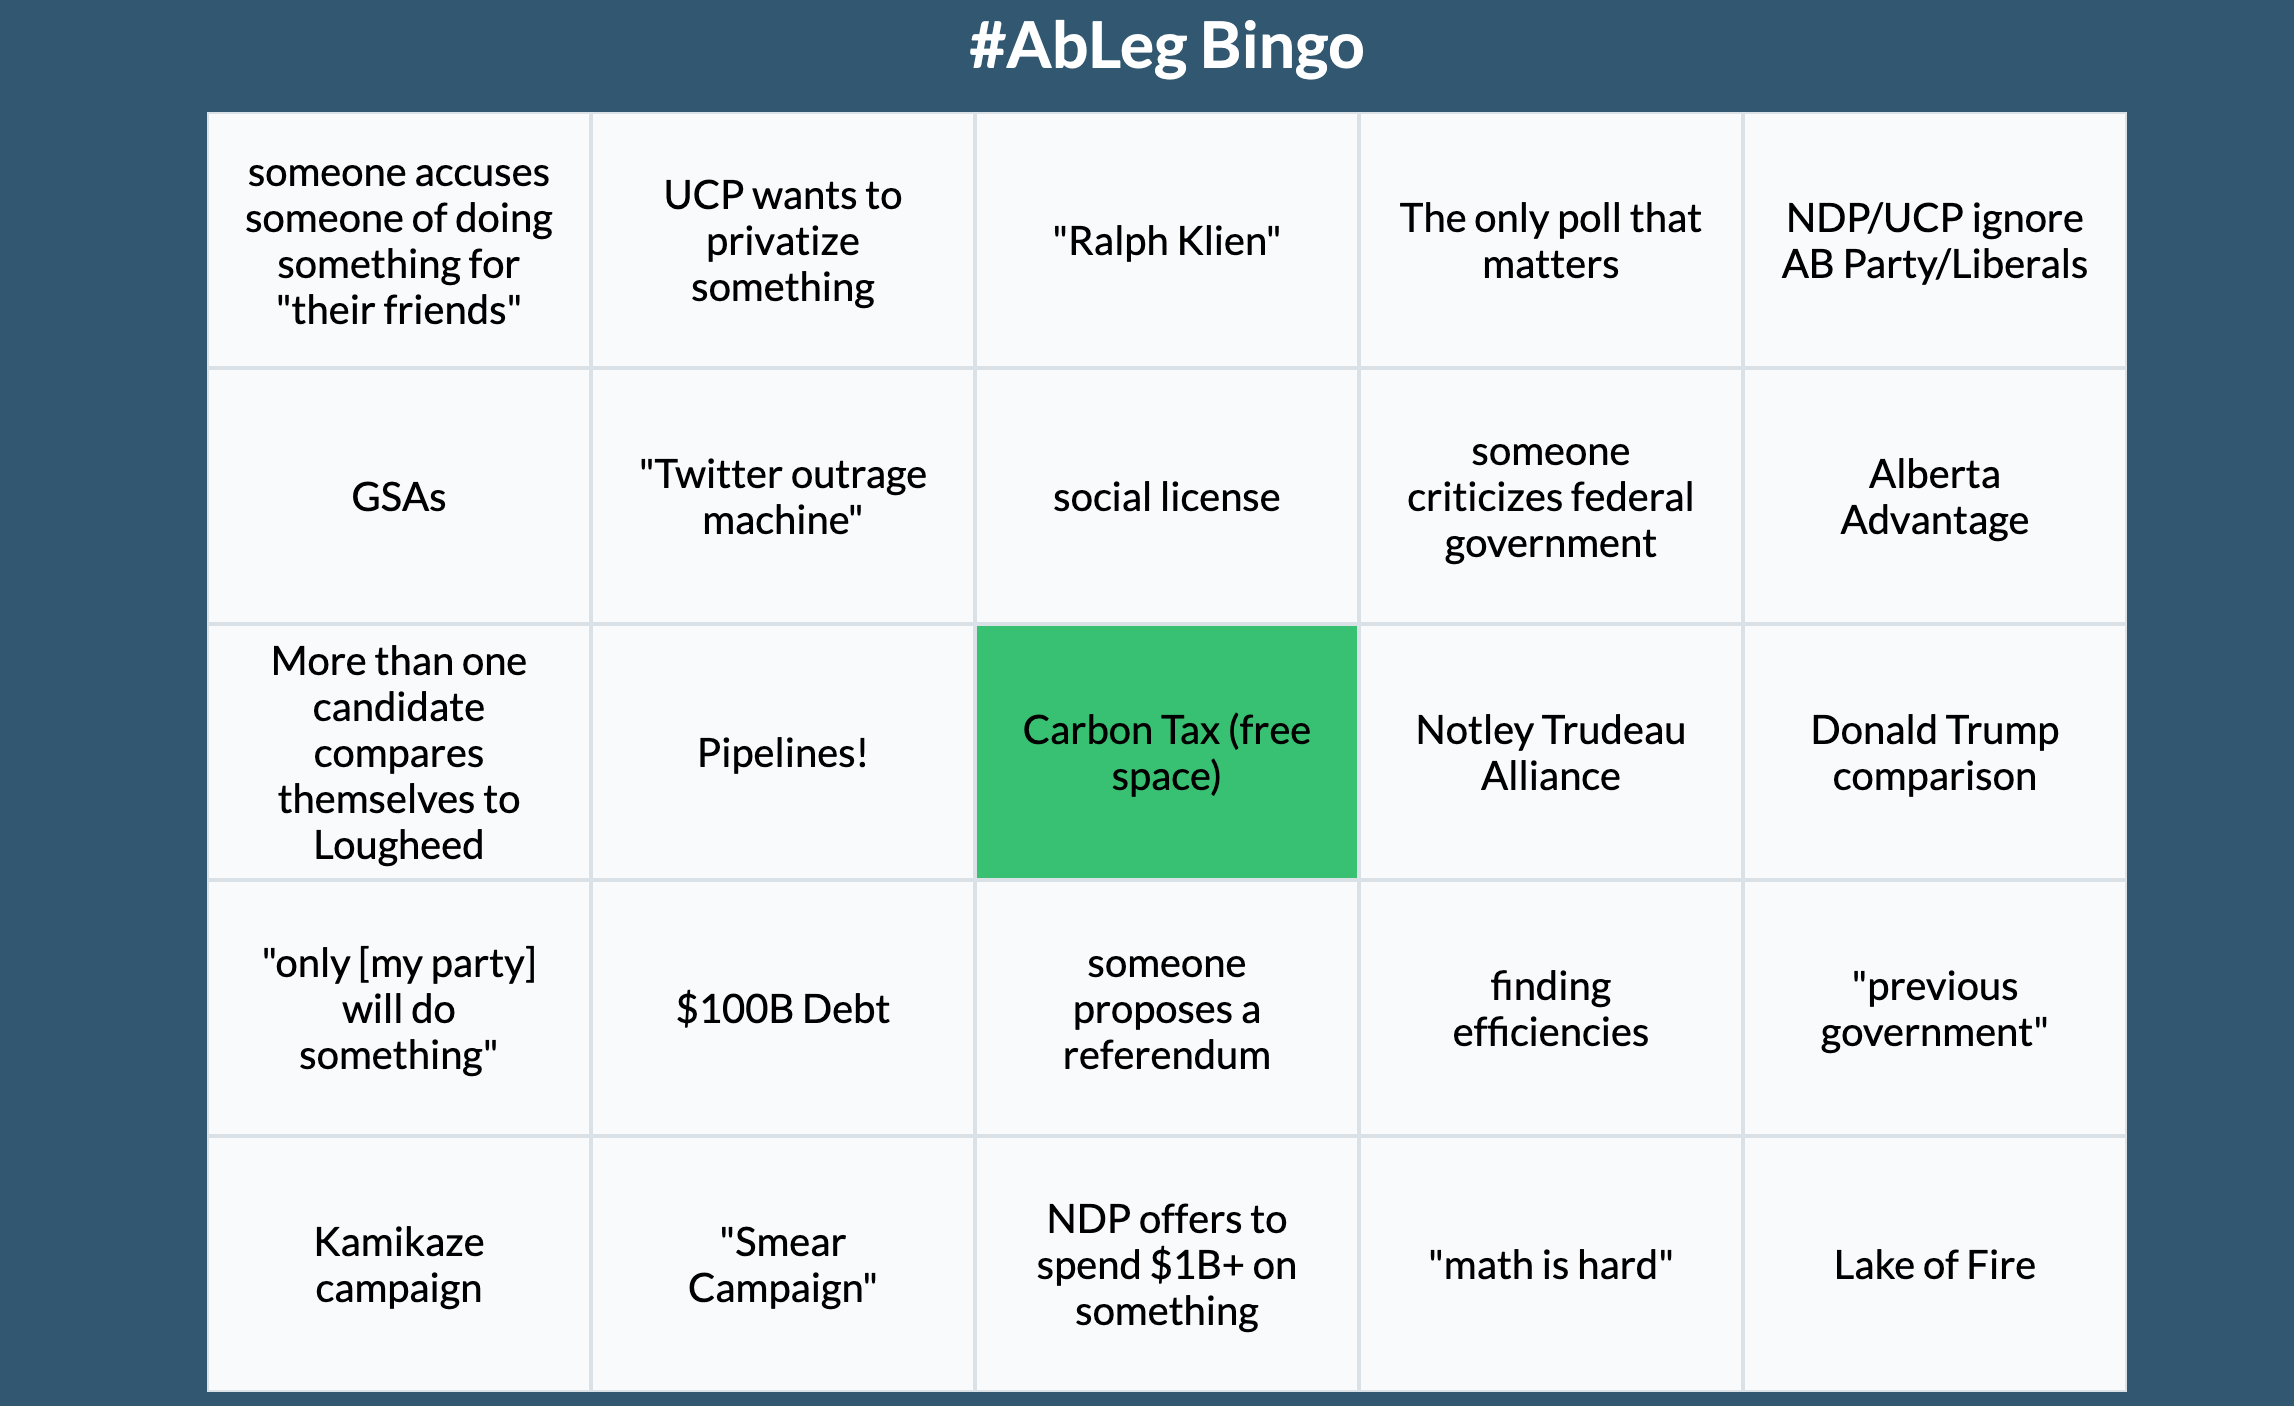 #AbLeg Bingo
someone accuses
someone of doing
something for
"their friends"
UCP wants to
privatize
something
"Ralph Klien"
The only poll that
matters
NDP/UCP ignore
AB Party/Liberals
GSAs
"Twitter outrage
machine"
social license
someone
criticizes federal
government
Alberta
Advantage
More than one
candidate
compares
themselves to
Lougheed
Pipelines!
Carbon Tax (free
space)
Notley Trudeau
Alliance
Donald Trump
comparison
"only [my party]
will do
something"
$100B Debt
someone
proposes a
referendum
finding
efficiencies
"previous
government"
Kamikaze
campaign
"Smear
Campaign"
NDP offers to
spend $1B+ on
something
"math is hard"
Lake of Fire